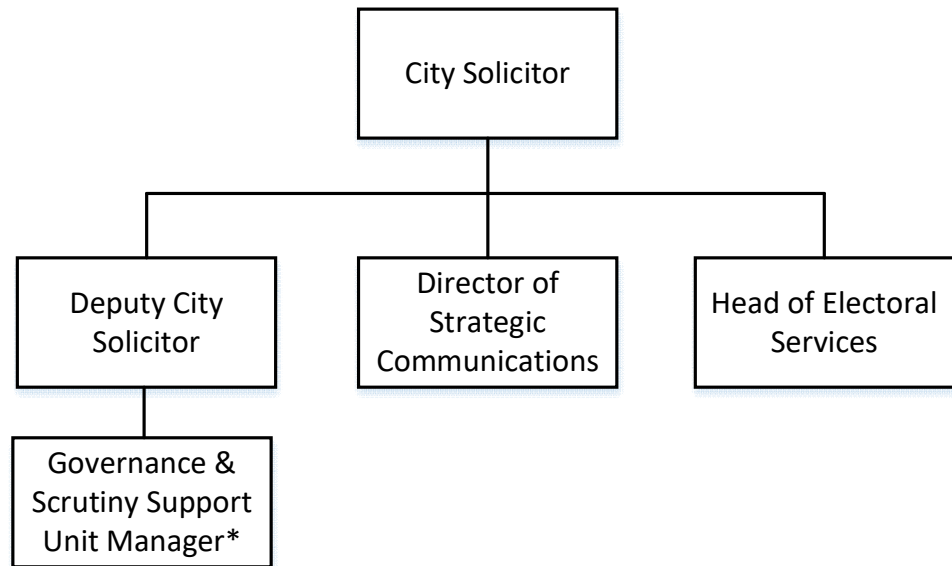 City Solicitor
Deputy City
Solicitor
Director of
Strategic
Communications
Head of Electoral
Services
Governance &
Scrutiny Support
Unit Manager*